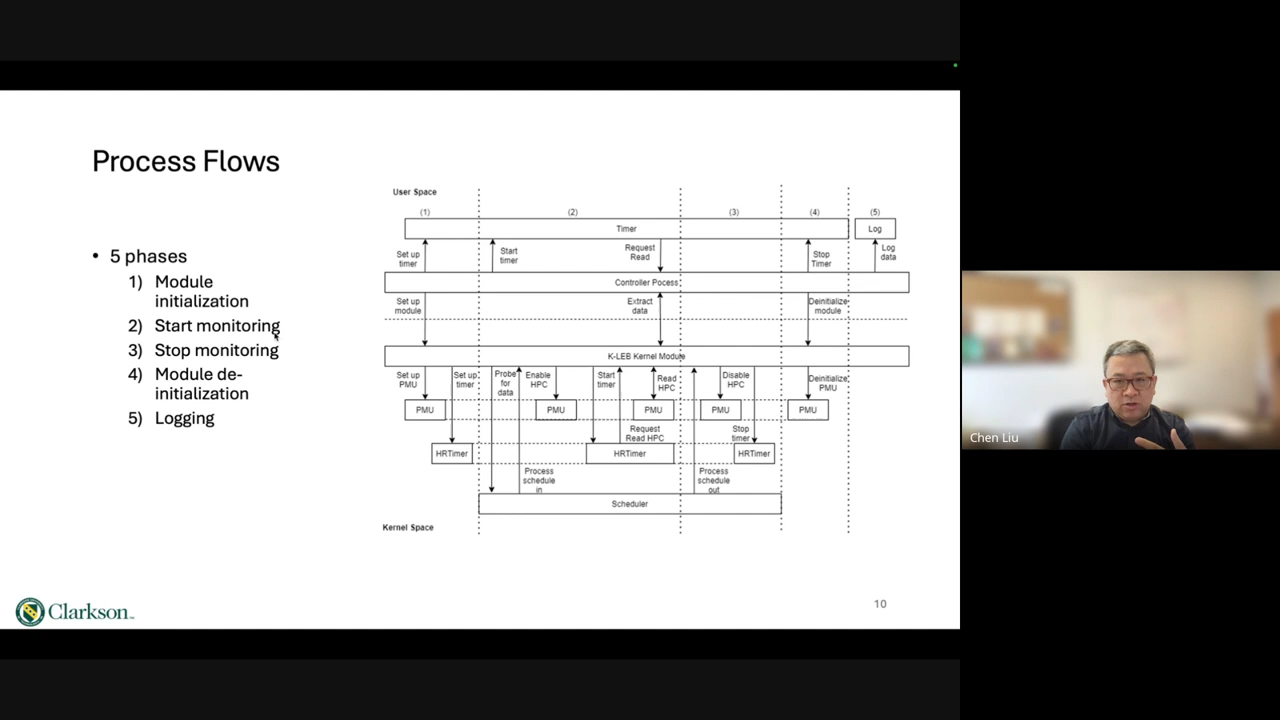 Process Flows
• 5 phases
1) Module
initialization
2) Start monitoring
3) Stop monitoring
4) Module de-
initialization
5) Logging
User Space
(1)
(2)
(3)
(4)
(5)
Timer
Log
Set up
timer
Start
timer
Request
Read
Stop
Timer
Log
data
Controller Pocess
Set up
module
Extract
data
Deinitialize
module
K-LEB Kernel Module
Set up
PMU
Set up
timer
Probe
for
data
Enable
HPC
Start
timer
Read
HPC
Disable
HPC
Deinitialize
PMU
PMU
PMU
PMU
PMU
PMU
Request
Read HPC
Stop
timer
HRTimer
HRTimer
HRTimer
Process
schedule
in
Process
schedule
out
Scheduler
Kernel Space
Clarkson
10
Chen Liu